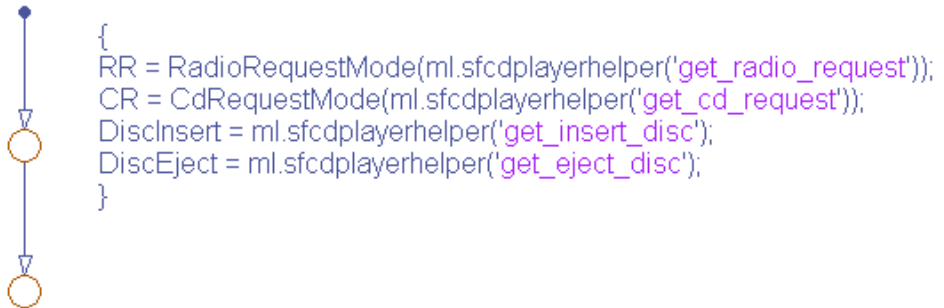 {
RR = RadioRequestMode(ml.sfcdplayerhelper('get_radio_request'));
CR = CdRequestMode(ml.sfcdplayerhelper('get_cd_request'));
DiscInsert = ml.sfcdplayerhelper('get_insert_disc');
DiscEject = ml.sfcdplayerhelper('get_eject_disc');
}